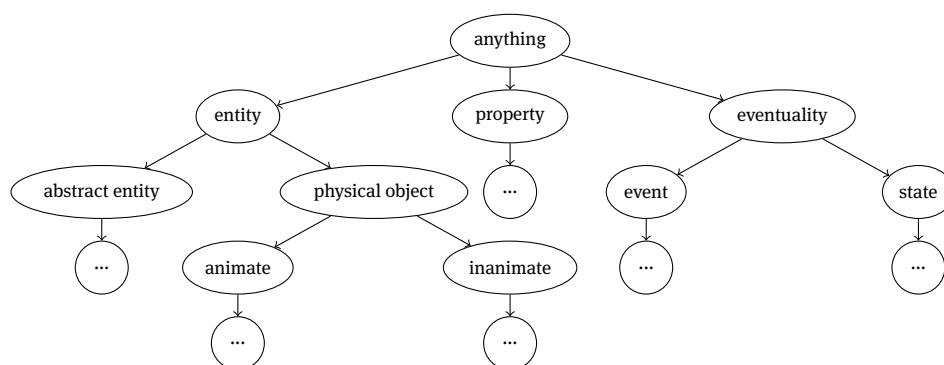 anything
entity
property
eventuality
abstract entity
physical object
...
event
state
...
animate
inanimate
...
...
...
...